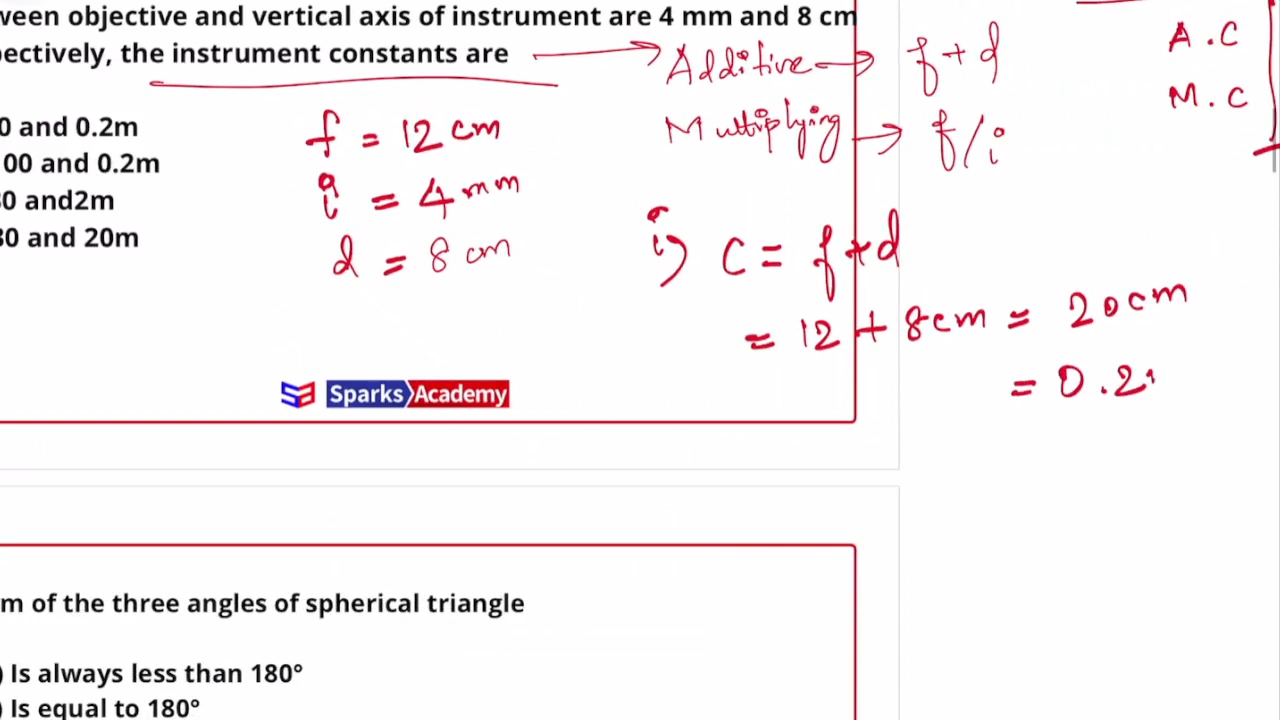 ween objective and vertical axis of instrument are 4 mm and 8 cm
pectively, the instrument constants are
Additive → f+d
A.C
Multiplying → f/i
M.C
0 and 0.2m
00 and 0.2m
0 and2m
30 and 20m
f = 12 cm
i = 4 mm
d = 8 cm
i) C = f+d
= 12 + 8cm = 20cm
= 0.2
Sparks Academy
m of the three angles of spherical triangle
) Is always less than 180°
) Is equal to 180°